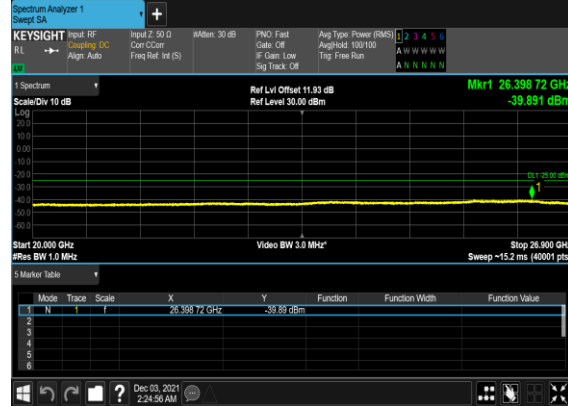 Spectrum Analyzer 1
Swept SA
+
KEYSIGHT Input: RF Input Z: 50 Ω #Atten: 30 dB PNO: Fast Avg Type: Power (RMS) 1 2 3 4 5 6
RL Coupling: DC Corr CCorr Gate: Off Avg|Hold: 100/100 A W W W W W
Align: Auto Freq Ref: Int (S) IF Gain: Low Trig: Free Run
LXI Sig Track: Off A N N N N N
1 Spectrum Ref Lvl Offset 11.93 dB Mkr1 26.398 72 GHz
Scale/Div 10 dB Ref Level 30.00 dBm -39.891 dBm
Log
20.0
10.0
0.00
-10.0
-20.0 DL1 -25.00 dBm
-30.0 1
-40.0
-50.0
-60.0
Start 20.000 GHz Video BW 3.0 MHz* Stop 26.900 GHz
#Res BW 1.0 MHz Sweep ~15.2 ms (40001 pts)
5 Marker Table
Mode Trace Scale X Y Function Function Width Function Value
1 N 1 f 26.398 72 GHz -39.89 dBm
2
3
4
5
6
? Dec 03, 2021
2:24:56 AM